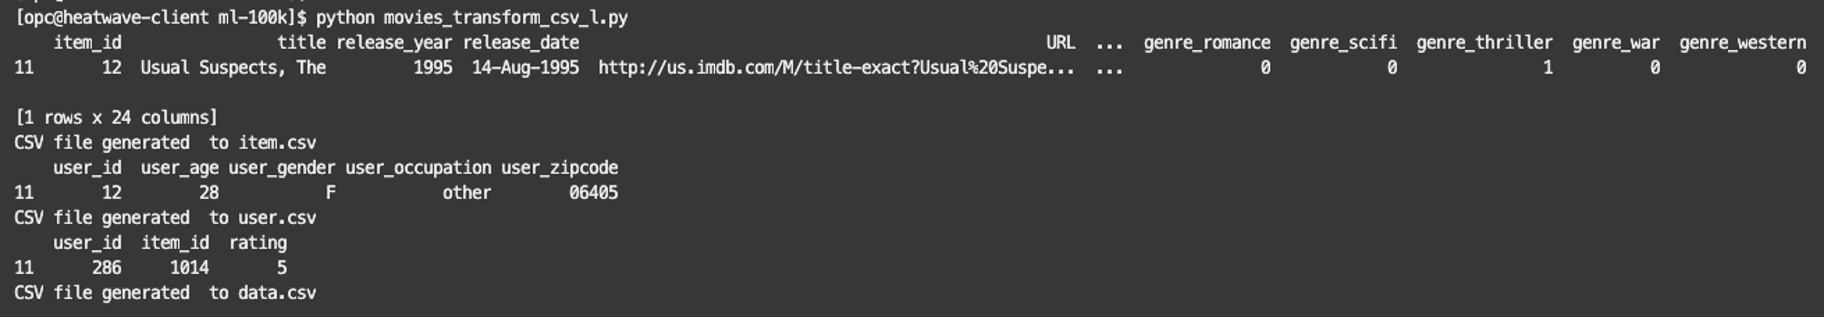 [opc@heatwave-client ml-100k]$ python movies_transform_csv_l.py
item_id title release_year release_date URL ... genre_romance genre_scifi genre_thriller genre_war genre_western
11 12 Usual Suspects, The 1995 14-Aug-1995 http://us.imdb.com/M/title-exact?Usual%20Suspe... ... 0 0 1 0 0
[1 rows x 24 columns]
CSV file generated  to item.csv
user_id user_age user_gender user_occupation user_zipcode
11 12 28 F other 06405
CSV file generated  to user.csv
user_id item_id rating
11 286 1014 5
CSV file generated  to data.csv